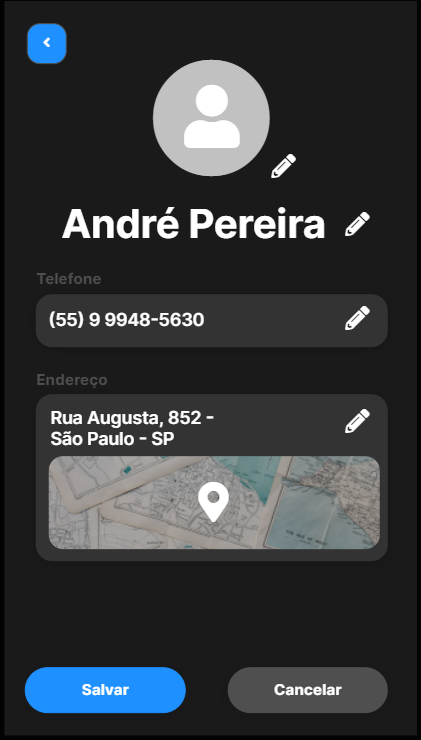 André Pereira
Telefone
(55) 9 9948-5630
Endereço
Rua Augusta, 852 -
São Paulo - SP
Salvar
Cancelar